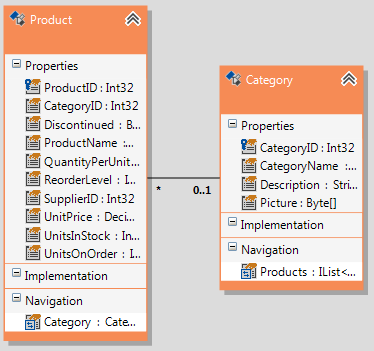 Product
Properties
ProductID : Int32
CategoryID : Int32
Discontinued : B...
ProductName : ...
QuantityPerUnit...
ReorderLevel : I...
SupplierID : Int32
UnitPrice : Deci...
UnitsInStock : In...
UnitsOnOrder : I...
Implementation
Navigation
Category : Cate...
* 0..1
Category
Properties
CategoryID : Int32
CategoryName : ...
Description : Stri...
Picture : Byte[]
Implementation
Navigation
Products : IList<...